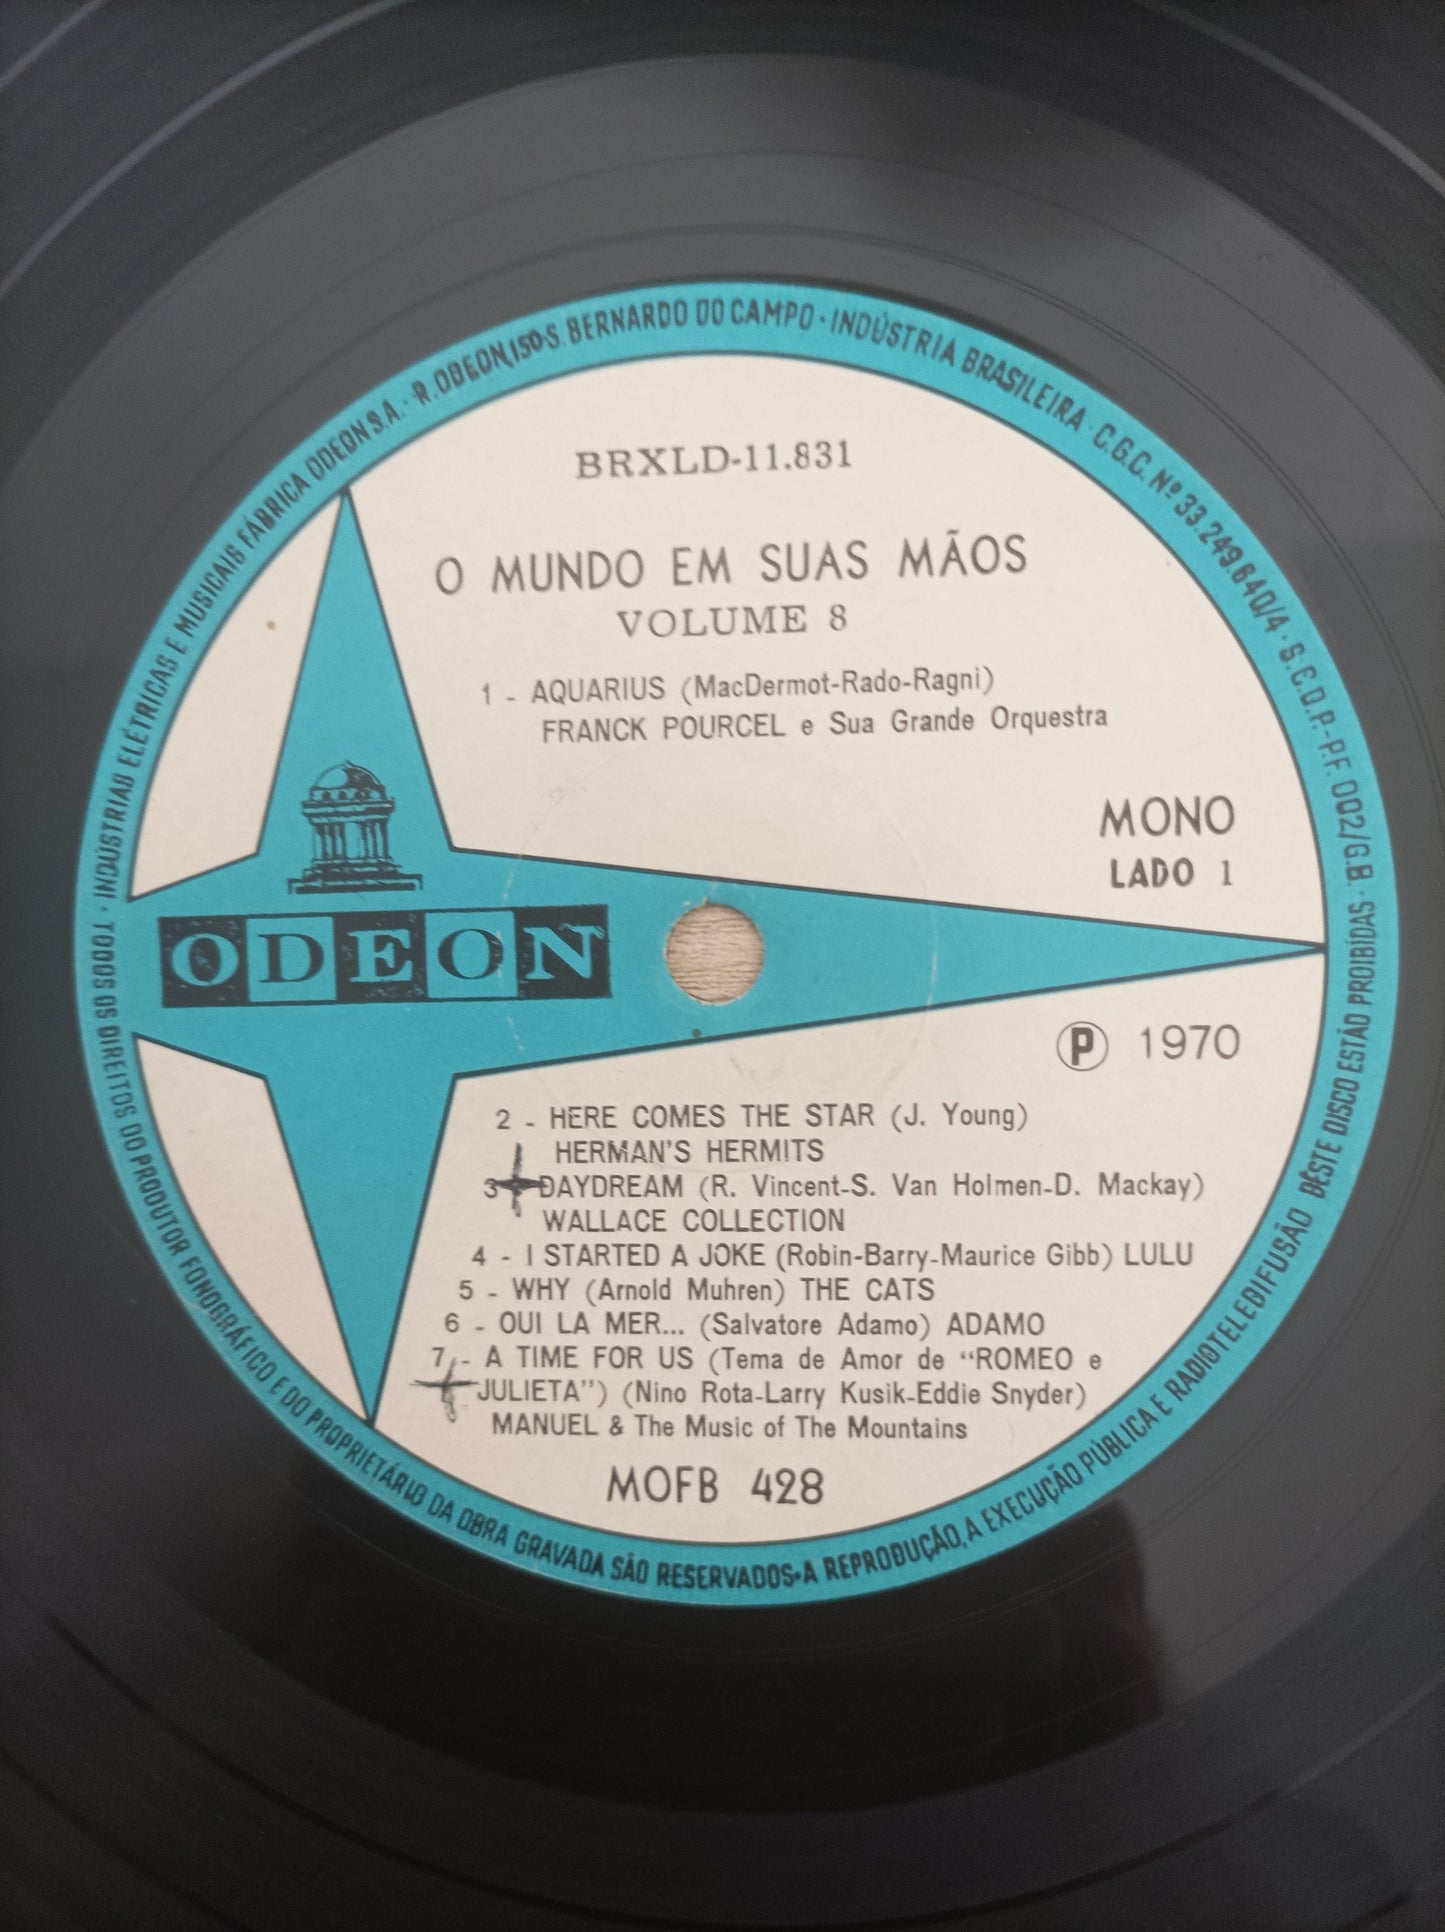 INDÚSTRIAS ELÉTRICAS E MUSICAIS FÁBRICA ODEON S.A. · R. ODEON, 150 · S. BERNARDO DO CAMPO · INDÚSTRIA BRASILEIRA · C.G.C. Nº 33.249.640/4 · S.C.D.P.-P.F. 002/G.B. ·
TODOS OS DIREITOS DO PRODUTOR FONOGRÁFICO E DO PROPRIETÁRIO DA OBRA GRAVADA SÃO RESERVADOS · A REPRODUÇÃO, A EXECUÇÃO PÚBLICA E RADIOTELEDIFUSÃO DÊSTE DISCO ESTÃO PROIBIDAS ·
BRXLD-11.831
O MUNDO EM SUAS MÃOS
VOLUME 8
1 - AQUARIUS (MacDermot-Rado-Ragni)
FRANCK POURCEL e Sua Grande Orquestra
MONO
LADO 1
ODEON
Ⓟ 1970
2 - HERE COMES THE STAR (J. Young)
HERMAN'S HERMITS
3 - DAYDREAM (R. Vincent-S. Van Holmen-D. Mackay)
WALLACE COLLECTION
4 - I STARTED A JOKE (Robin-Barry-Maurice Gibb) LULU
5 - WHY (Arnold Muhren) THE CATS
6 - OUI LA MER... (Salvatore Adamo) ADAMO
7 - A TIME FOR US (Tema de Amor de “ROMEO e
JULIETA”) (Nino Rota-Larry Kusik-Eddie Snyder)
MANUEL & The Music of The Mountains
MOFB 428